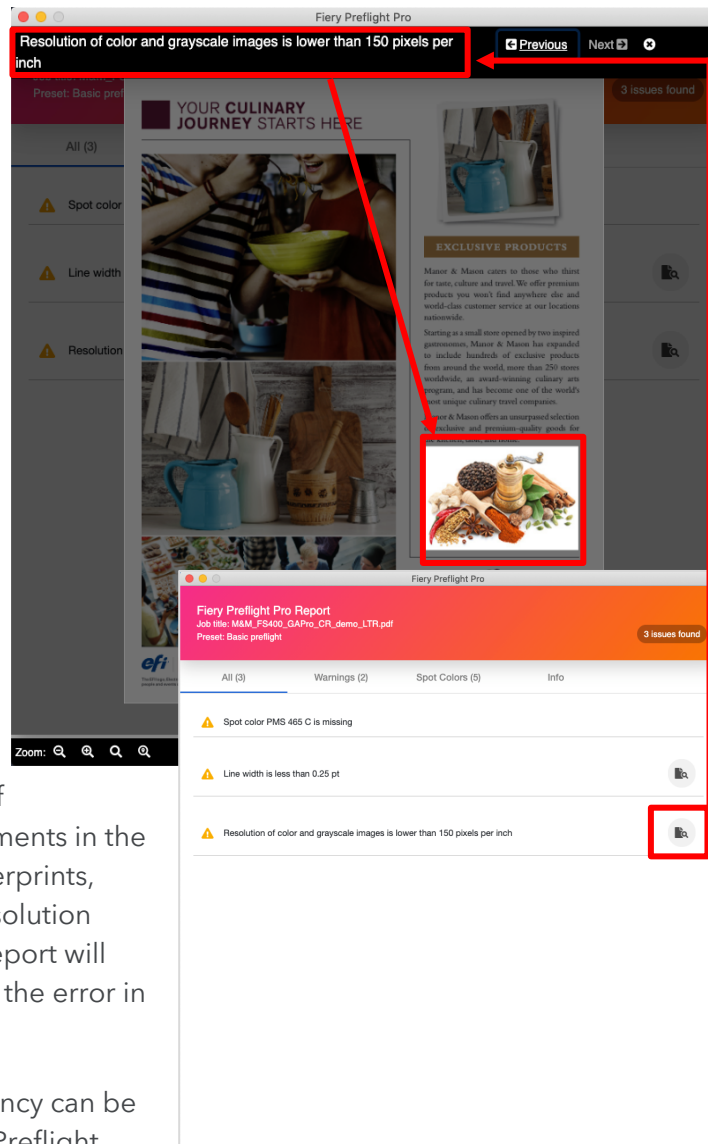 Fiery Preflight Pro
Resolution of color and grayscale images is lower than 150 pixels per
inch
Previous Next
Preset: Basic pref
3 issues found
All (3)
Spot color
Line width
Resolution
YOUR CULINARY
JOURNEY STARTS HERE
EXCLUSIVE PRODUCTS
Manor & Mason caters to those who thirst
for taste, culture and travel. We offer premium
products you won't find anywhere else and
world-class customer service at our locations
nationwide.
Starting as a small store opened by two inspired
gastronomes, Manor & Mason has expanded
to include hundreds of exclusive products
from around the world, more than 250 stores
worldwide, an award-winning culinary arts
program, and has become one of the world's
most unique culinary travel companies.
Manor & Mason offers an unsurpassed selection
of exclusive and premium-quality goods for
the kitchen, table, and home.
efi
Zoom:
Fiery Preflight Pro
Fiery Preflight Pro Report
Job title: M&M_FS400_GAPro_CR_demo_LTR.pdf
Preset: Basic preflight
3 issues found
All (3) Warnings (2) Spot Colors (5) Info
Spot color PMS 465 C is missing
Line width is less than 0.25 pt
Resolution of color and grayscale images is lower than 150 pixels per inch
f
ments in the
erprints,
solution
eport will
the error in
ncy can be
Preflight